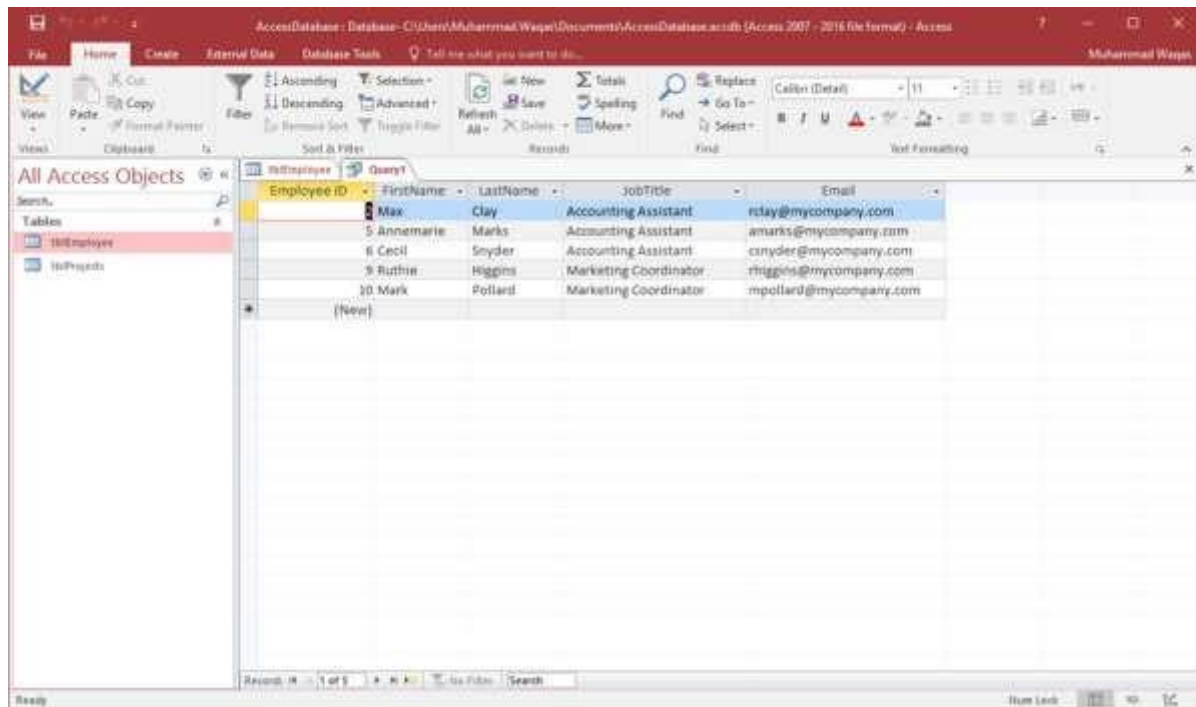 AccessDatabase : Database- C:\Users\Muhammad Waqas\Documents\AccessDatabase.accdb (Access 2007 - 2016 file format) - Access
File Home Create External Data Database Tools Tell me what you want to do... Muhammad Waqas
View
Paste
Cut
Copy
Format Painter
Filter
Ascending
Descending
Remove Sort
Selection
Advanced
Toggle Filter
Refresh
All
New
Save
Delete
Totals
Spelling
More
Find
Replace
Go To
Select
Calibri (Detail) 11
B I U A
Views Clipboard Sort & Filter Records Find Text Formatting
All Access Objects
Search..
Tables
tblEmployee
tblProjects
tblEmployee Query1
Employee ID FirstName LastName JobTitle Email
2 Max Clay Accounting Assistant rclay@mycompany.com
5 Annemarie Marks Accounting Assistant amarks@mycompany.com
6 Cecil Snyder Accounting Assistant csnyder@mycompany.com
9 Ruthie Higgins Marketing Coordinator rhiggins@mycompany.com
10 Mark Pollard Marketing Coordinator mpollard@mycompany.com
(New)
Record: 1 of 5 No Filter Search
Ready Num Lock